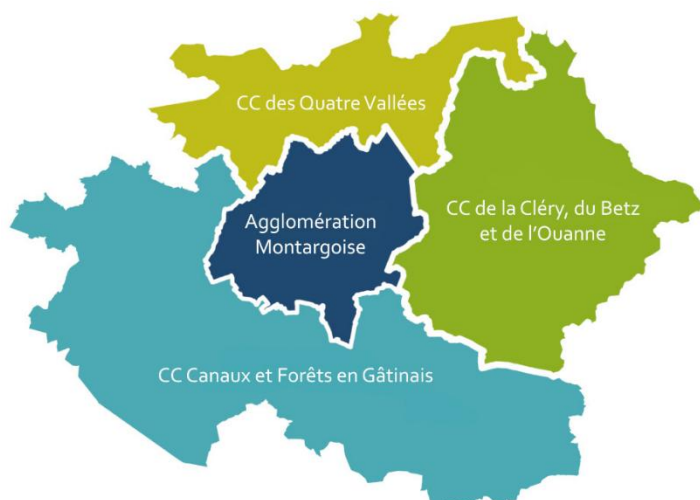 CC des Quatre Vallées
CC de la Cléry, du Betz
et de l'Ouanne
Agglomération
Montargoise
CC Canaux et Forêts en Gâtinais